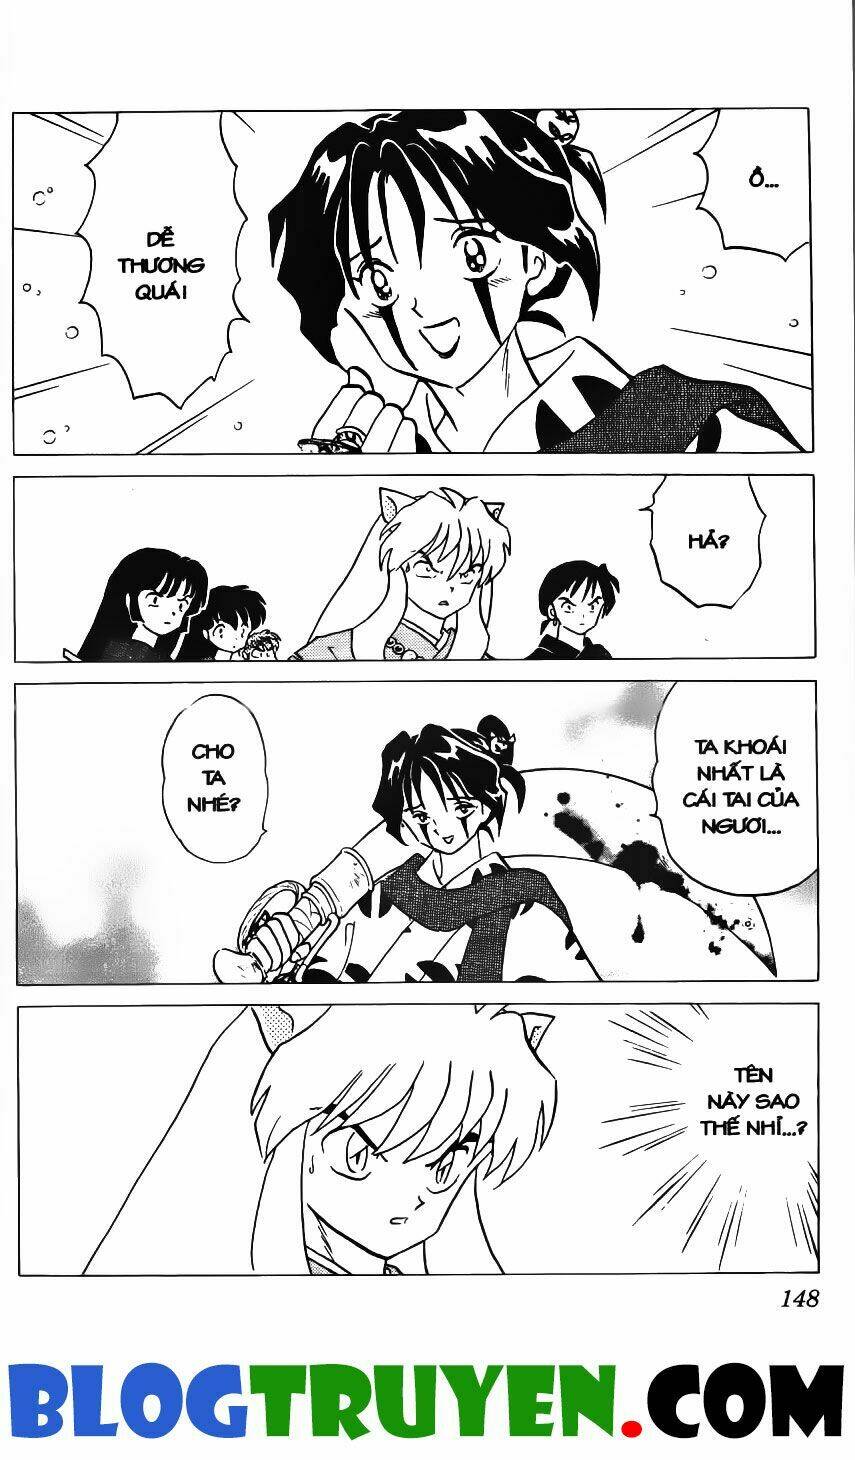 Ồ...
DỄ
THƯƠNG
QUÁI
HẢ?
TA KHOÁI
NHẤT LÀ
CÁI TAI CỦA
NGƯƠI...
CHO
TA
NHÉ?
TÊN
NÀY SAO
THẾ NHỈ...?
148
BLOGTRUYEN.COM